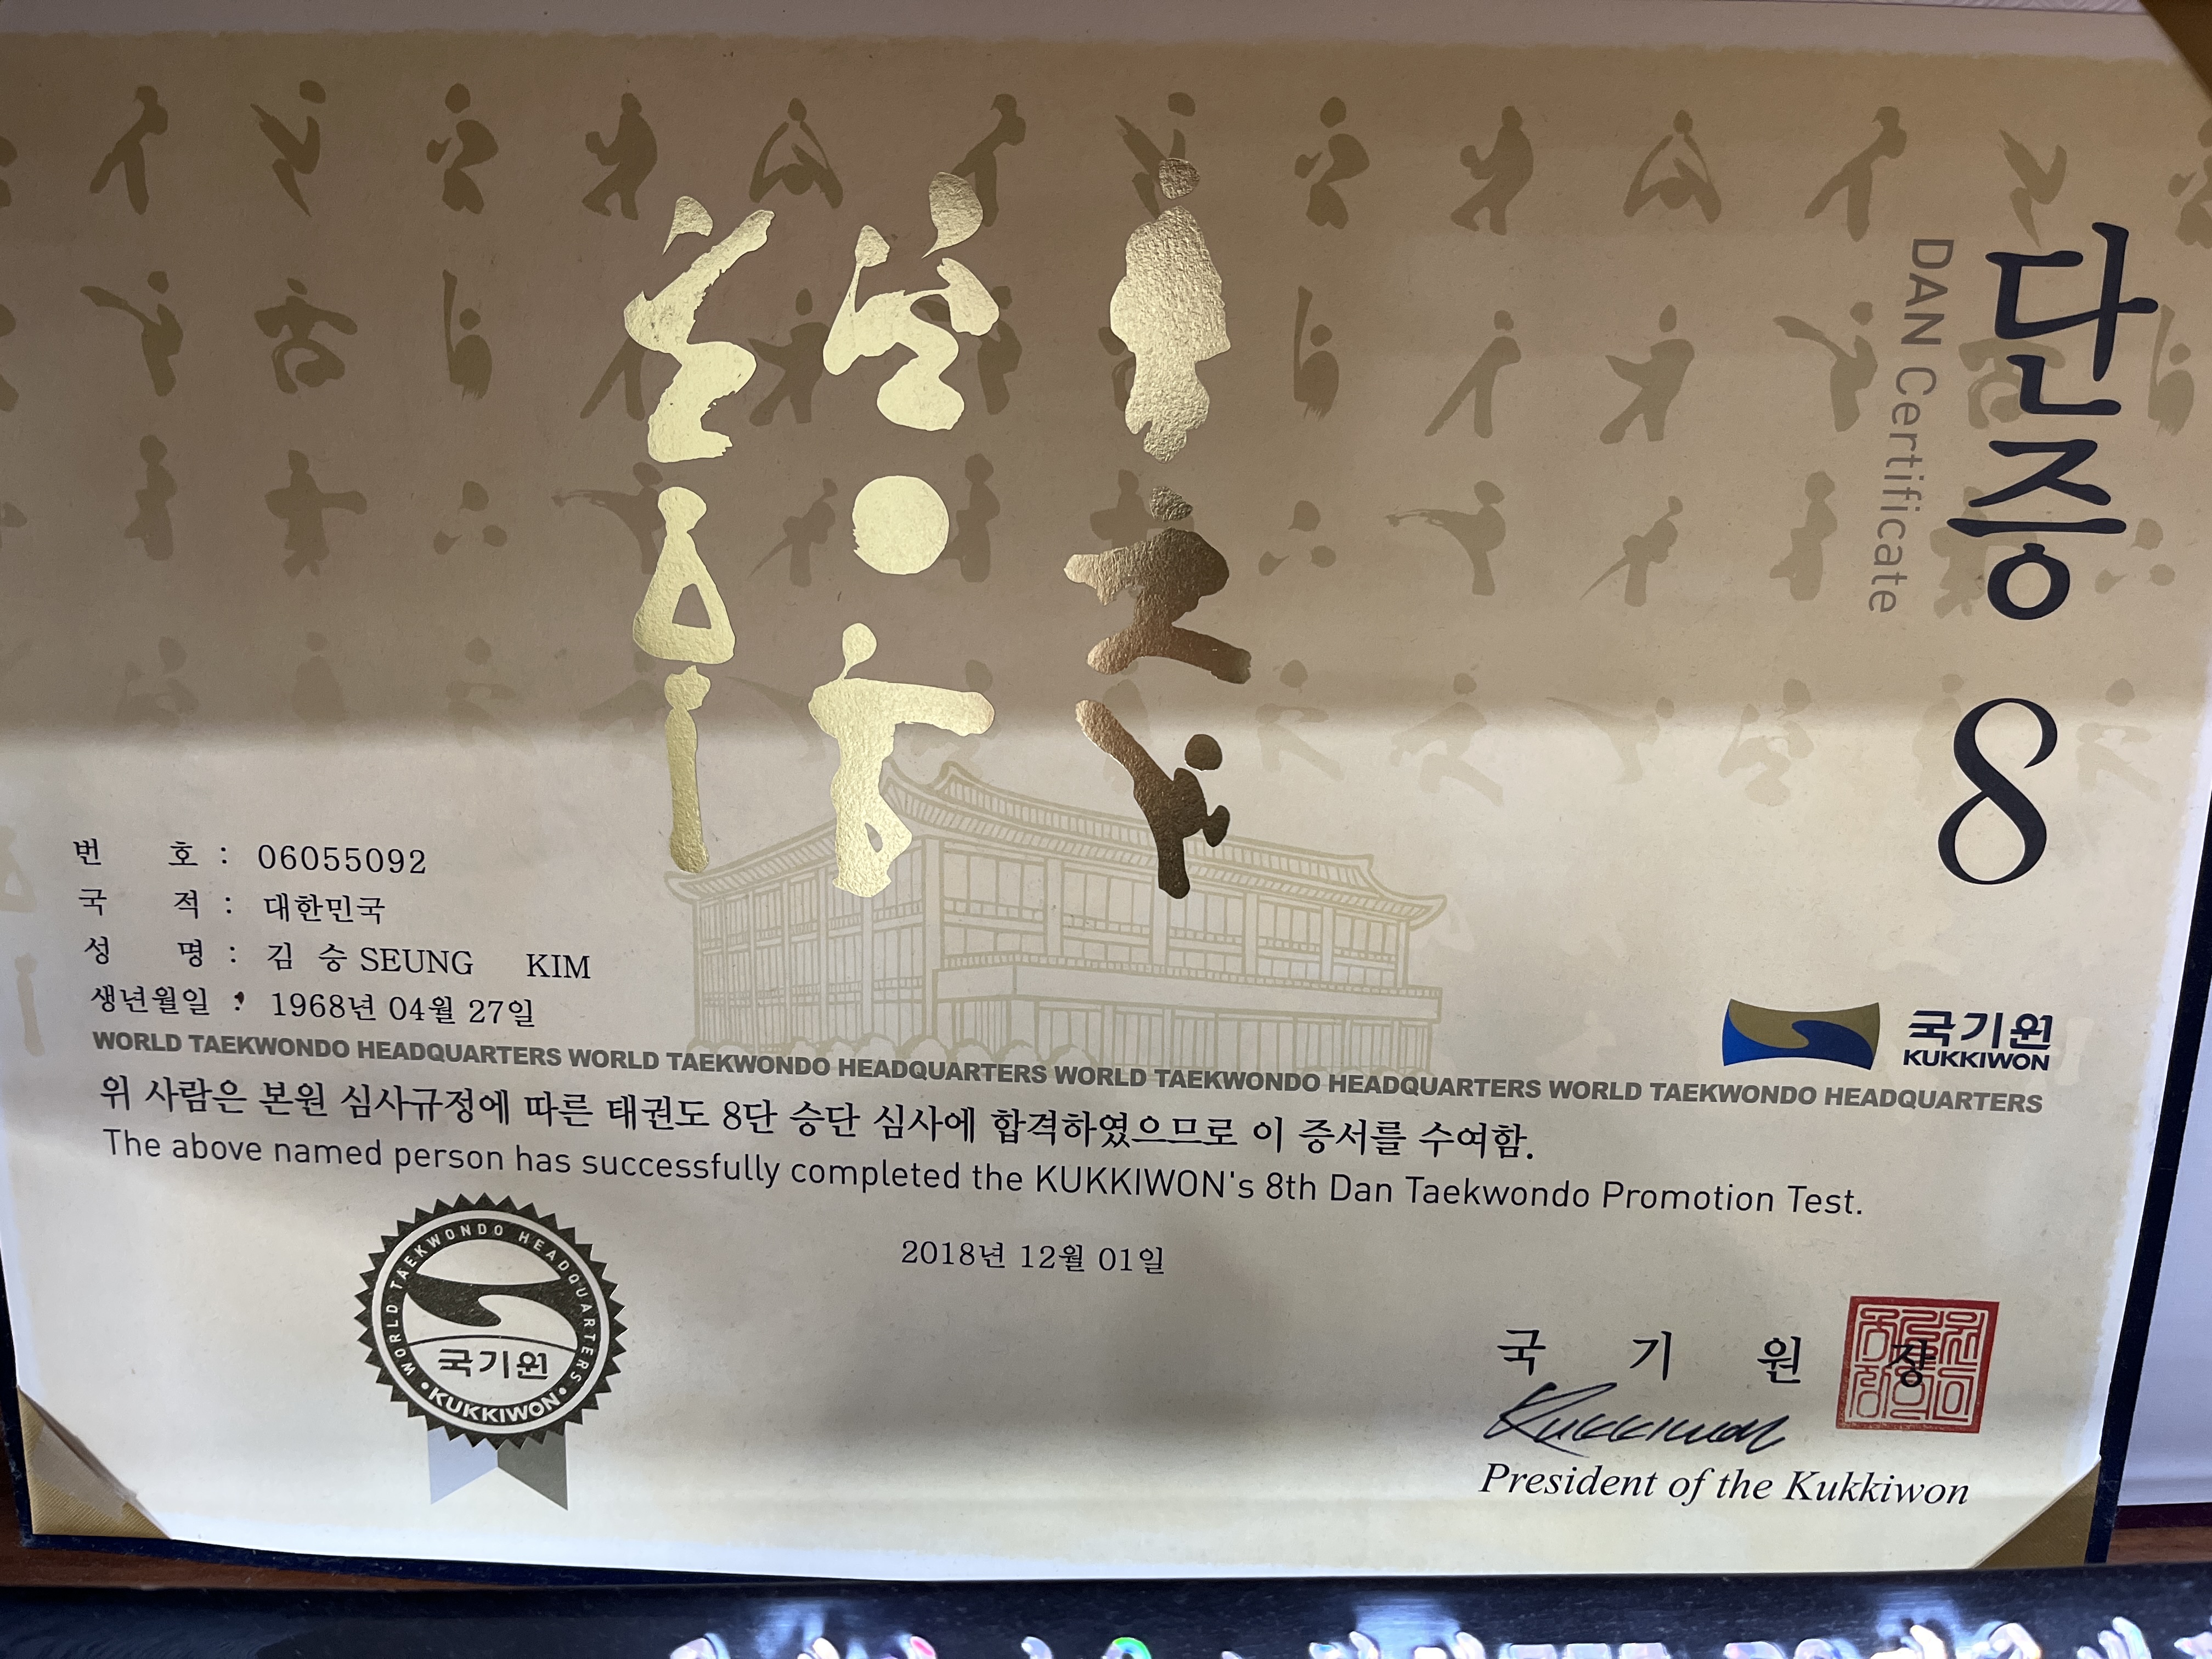 단증 8
DAN Certificate
번 호 : 06055092
국 적 : 대한민국
성 명 : 김 승 SEUNG KIM
생년월일 : 1968년 04월 27일
국기원
KUKKIWON
WORLD TAEKWONDO HEADQUARTERS WORLD TAEKWONDO HEADQUARTERS WORLD TAEKWONDO HEADQUARTERS WORLD TAEKWONDO HEADQUARTERS
위 사람은 본원 심사규정에 따른 태권도 8단 승단 심사에 합격하였으므로 이 증서를 수여함.
The above named person has successfully completed the KUKKIWON's 8th Dan Taekwondo Promotion Test.
2018년 12월 01일
WORLD TAEKWONDO HEADQUARTERS
국기원
•KUKKIWON•
국 기 원 장
Kukkiwon
President of the Kukkiwon